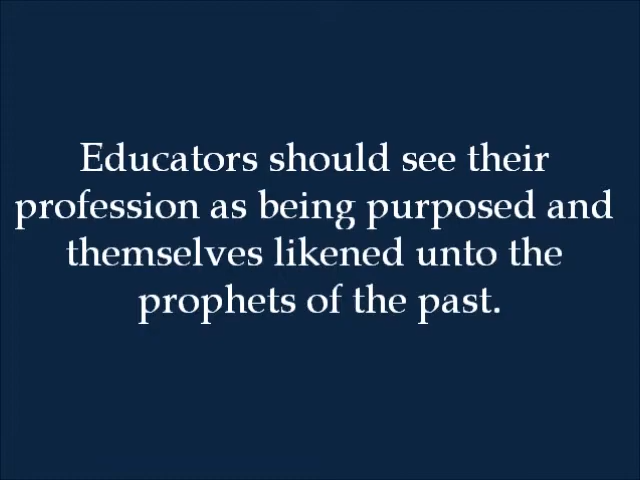 Educators should see their
profession as being purposed and
themselves likened unto the
prophets of the past.